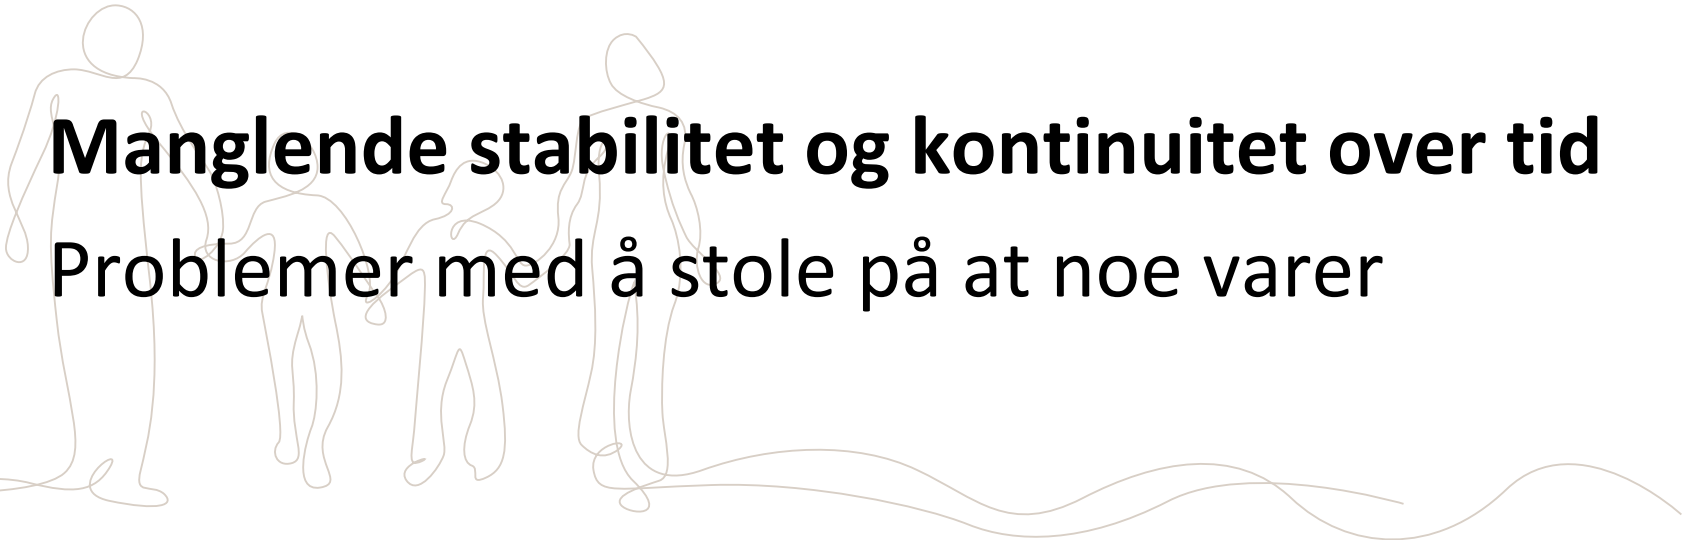 Manglende stabilitet og kontinuitet over tid
Problemer med å stole på at noe varer